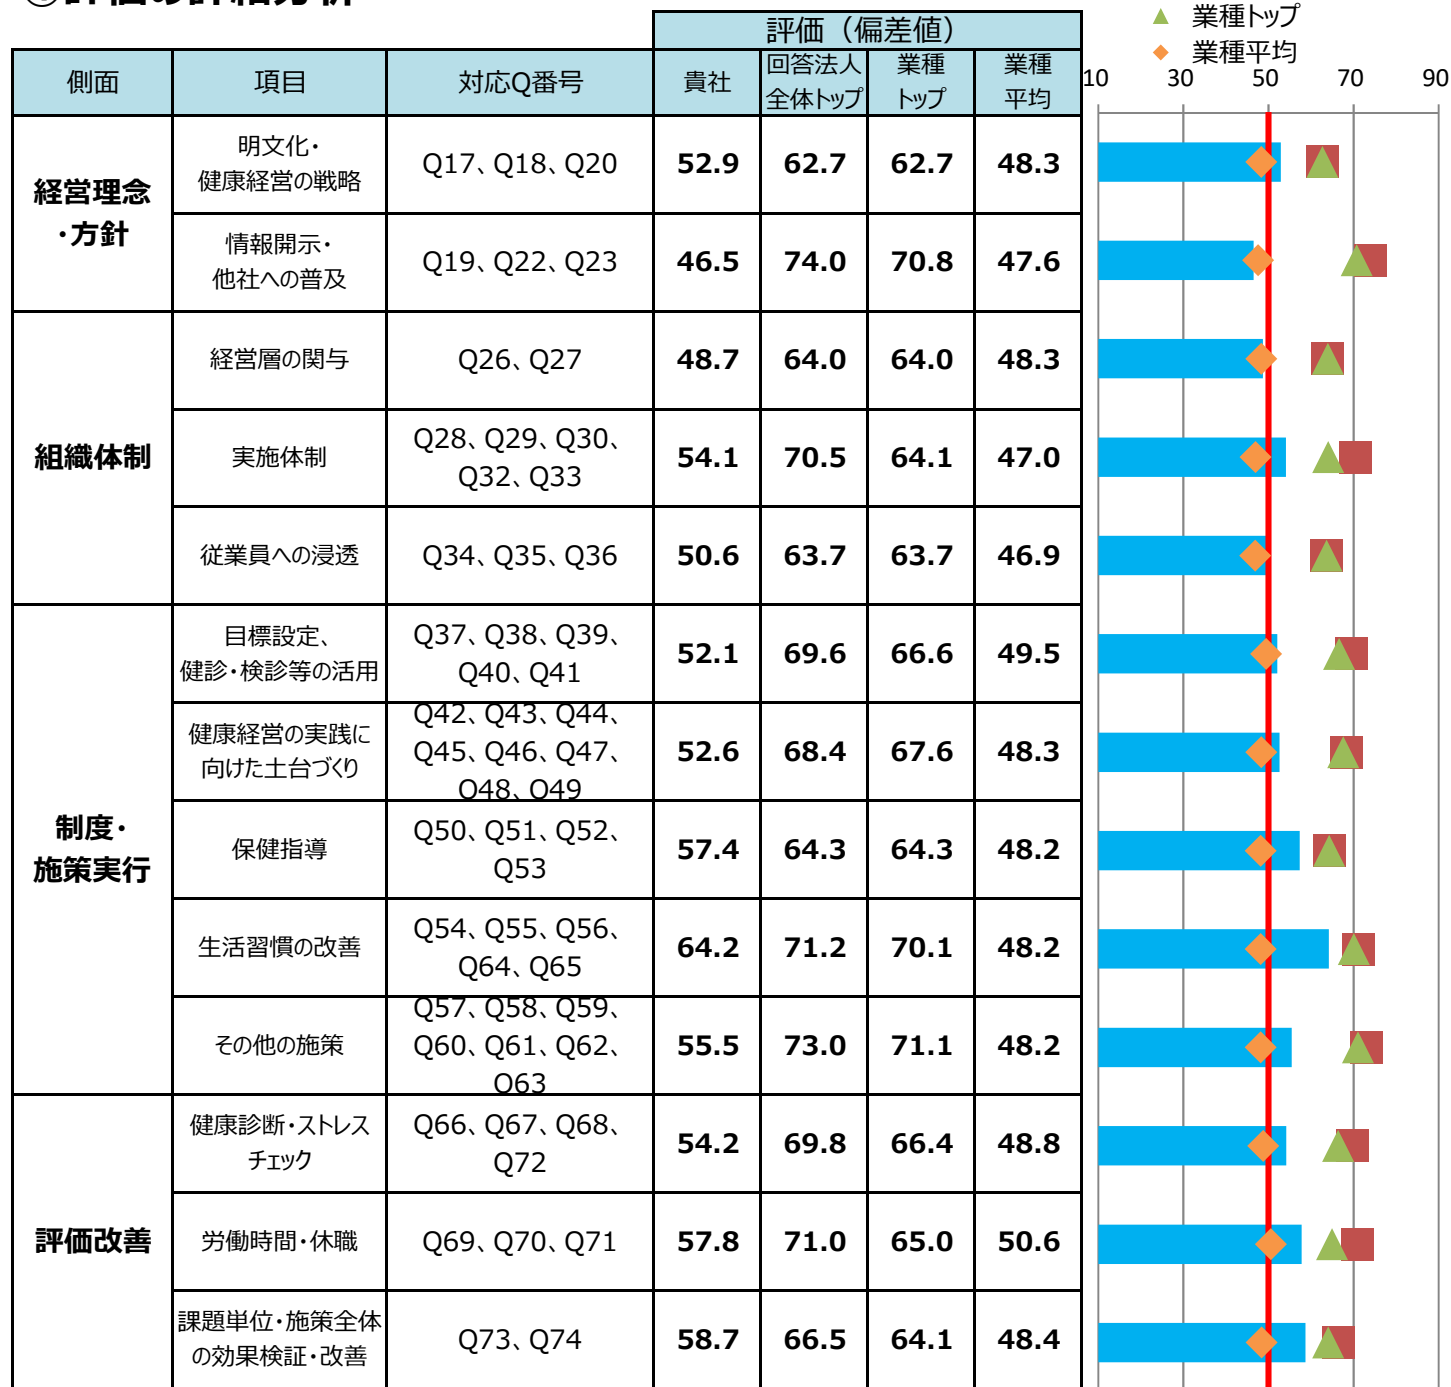 評価（偏差値）
▲ 業種トップ
◆ 業種平均
側面 項目 対応Q番号 貴社 回答法人 業種 業種
全体トップ トップ 平均
10 30 50 70 90
経営理念
・方針
明文化・
健康経営の戦略
Q17、Q18、Q20 52.9 62.7 62.7 48.3
情報開示・
他社への普及
Q19、Q22、Q23 46.5 74.0 70.8 47.6
組織体制
経営層の関与 Q26、Q27 48.7 64.0 64.0 48.3
実施体制
Q28、Q29、Q30、
Q32、Q33
54.1 70.5 64.1 47.0
従業員への浸透 Q34、Q35、Q36 50.6 63.7 63.7 46.9
制度・
施策実行
目標設定、
健診・検診等の活用
Q37、Q38、Q39、
Q40、Q41
52.1 69.6 66.6 49.5
健康経営の実践に
向けた土台づくり
Q42、Q43、Q44、
Q45、Q46、Q47、
Q48、Q49
52.6 68.4 67.6 48.3
保健指導
Q50、Q51、Q52、
Q53
57.4 64.3 64.3 48.2
生活習慣の改善
Q54、Q55、Q56、
Q64、Q65
64.2 71.2 70.1 48.2
その他の施策
Q57、Q58、Q59、
Q60、Q61、Q62、
Q63
55.5 73.0 71.1 48.2
評価改善
健康診断・ストレス
チェック
Q66、Q67、Q68、
Q72
54.2 69.8 66.4 48.8
労働時間・休職 Q69、Q70、Q71 57.8 71.0 65.0 50.6
課題単位・施策全体
の効果検証・改善
Q73、Q74 58.7 66.5 64.1 48.4